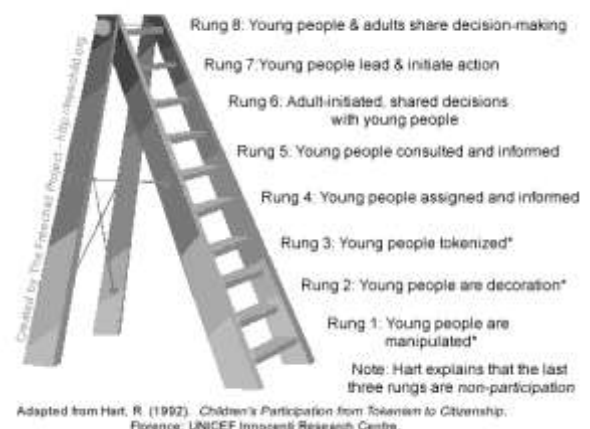 Rung 8: Young people & adults share decision-making
Rung 7:Young people lead & initiate action
Rung 6: Adult-initiated, shared decisions
with young people
Rung 5: Young people consulted and informed
Rung 4: Young people assigned and informed
Rung 3: Young people tokenized*
Rung 2: Young people are decoration*
Rung 1: Young people are
manipulated*
Note: Hart explains that the last
three rungs are non-participation
Created by The Freechild Project - http://freechild.org
Adapted from Hart, R. (1992). Children's Participation from Tokenism to Citizenship.
Florence: UNICEF Innocenti Research Centre.